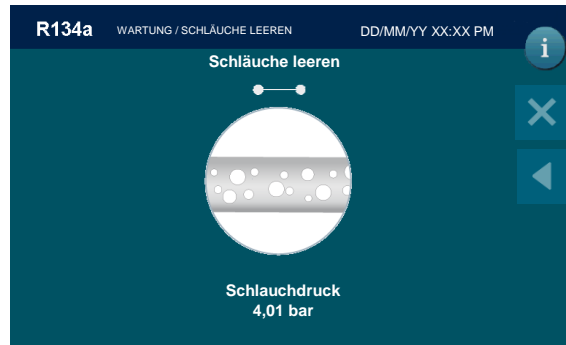 R134a WARTUNG / SCHLÄUCHE LEEREN DD/MM/YY XX:XX PM
i
Schläuche leeren
Schlauchdruck
4,01 bar